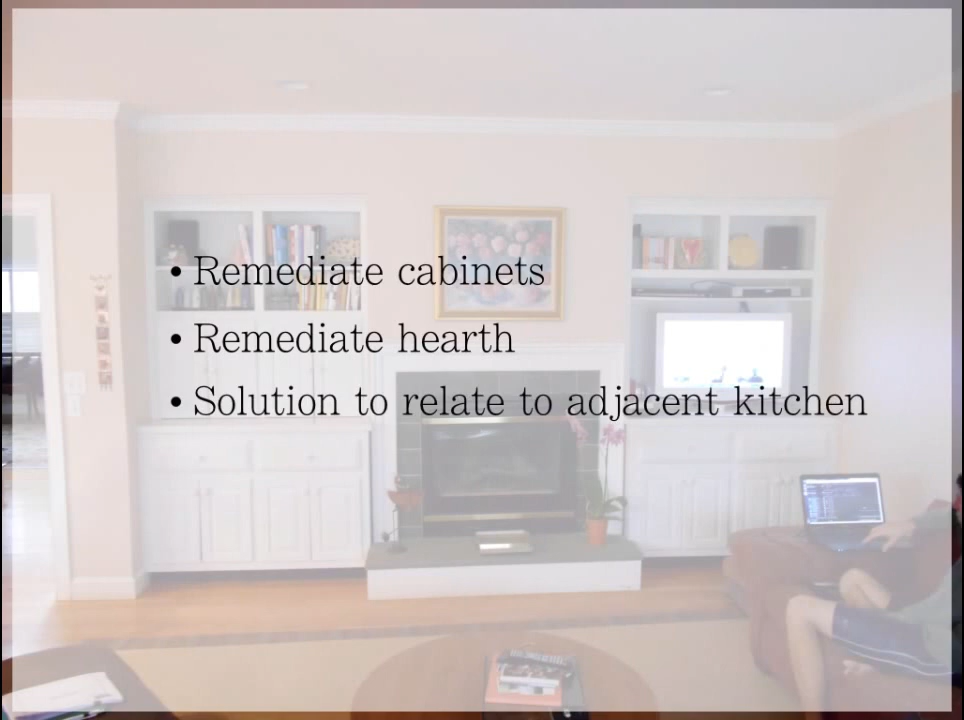 • Remediate cabinets
• Remediate hearth
• Solution to relate to adjacent kitchen